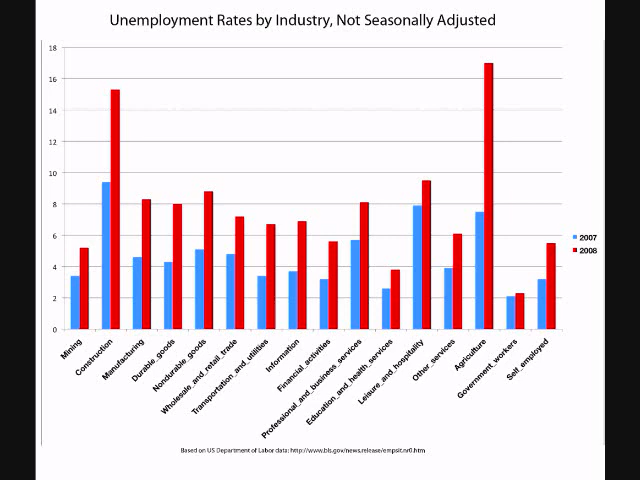 Unemployment Rates by Industry, Not Seasonally Adjusted
18
16
14
12
10
8
6
4
2
0
2007
2008
Mining
Construction
Manufacturing
Durable_goods
Nondurable_goods
Wholesale_and_retail_trade
Transportation_and_utilities
Information
Financial_activities
Professional_and_business_services
Education_and_health_services
Leisure_and_hospitality
Other_services
Agriculture
Government_workers
Self_employed
Based on US Department of Labor data; http://www.bls.gov/news.release/empsit.nr0.htm